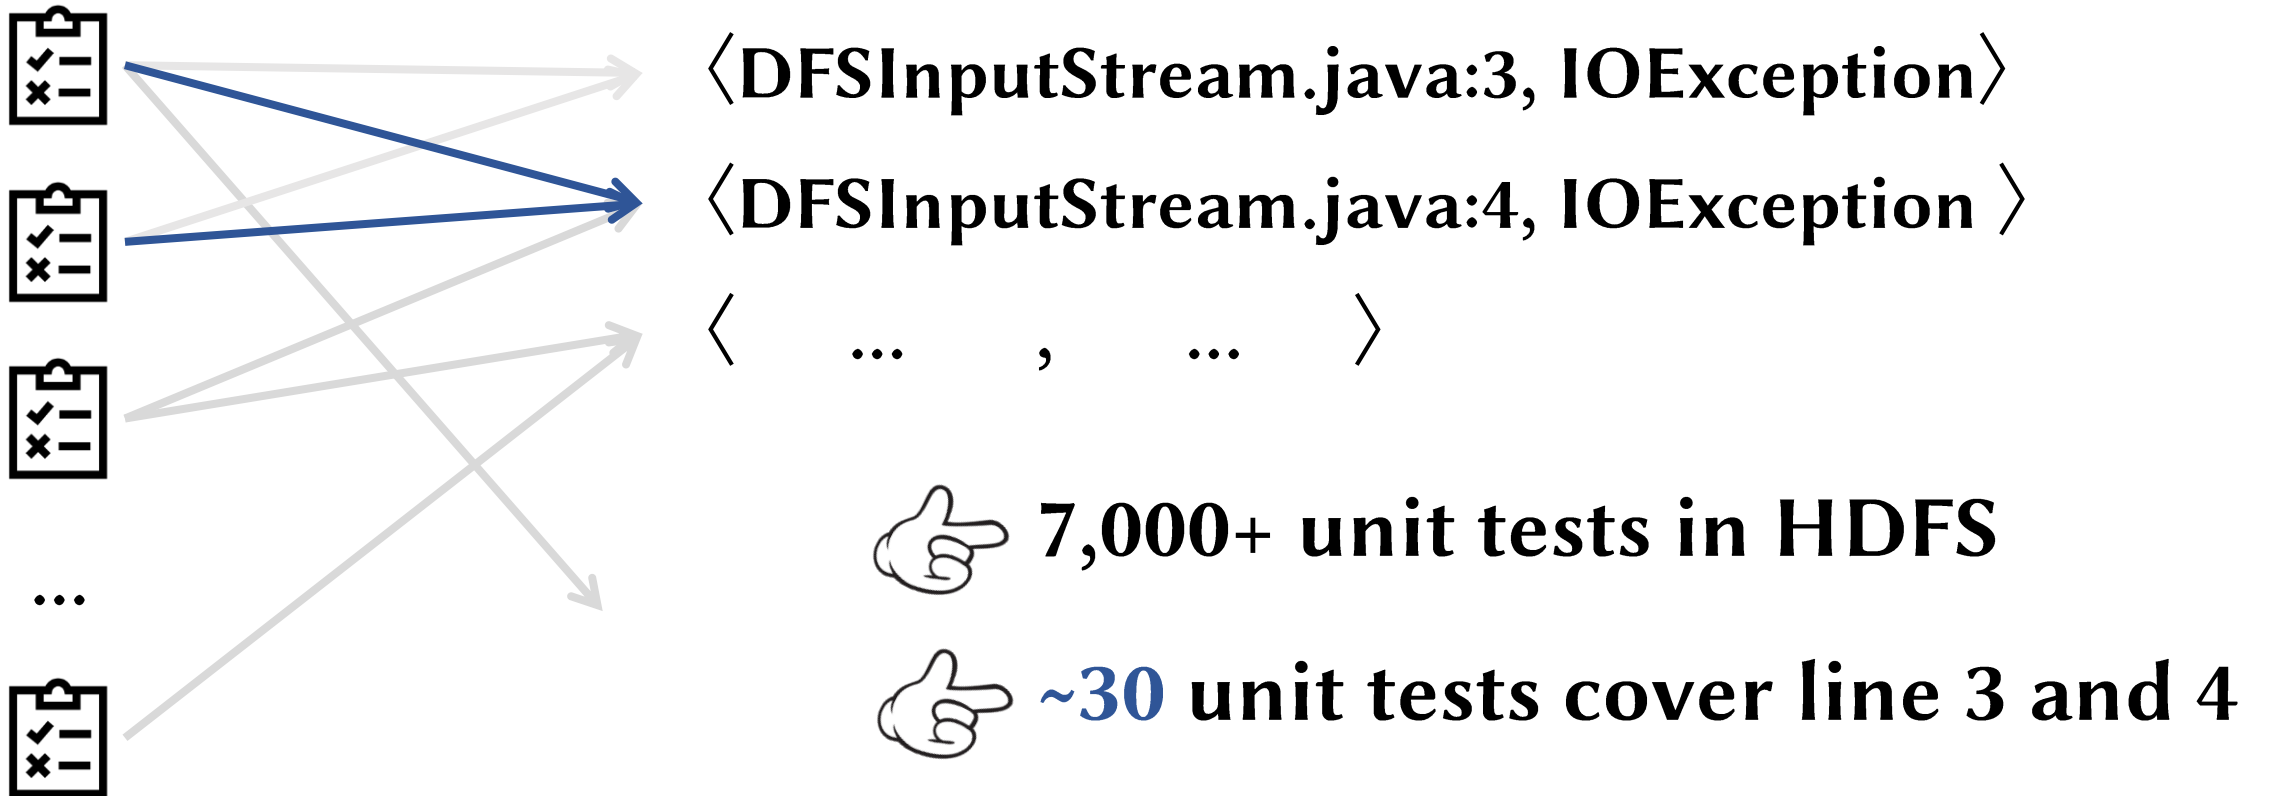 〈DFSInputStream.java:3, IOException〉
〈DFSInputStream.java:4, IOException 〉
〈 ... , ... 〉
7,000+ unit tests in HDFS
...
~30 unit tests cover line 3 and 4